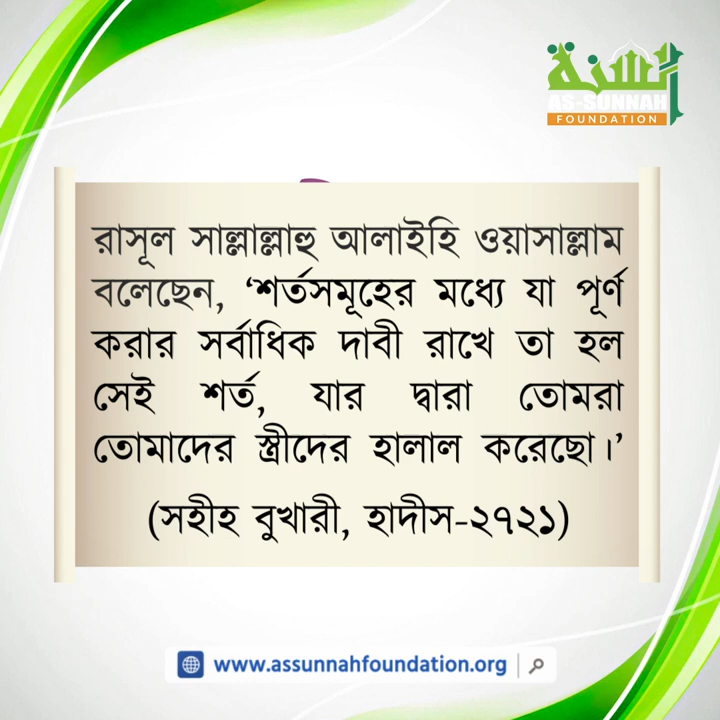 السنة
AS-SUNNAH
FOUNDATION
রাসূল সাল্লাল্লাহু আলাইহি ওয়াসাল্লাম
বলেছেন, ‘শর্তসমূহের মধ্যে যা পূর্ণ
করার সর্বাধিক দাবী রাখে তা হল
সেই শর্ত, যার দ্বারা তোমরা
তোমাদের স্ত্রীদের হালাল করেছো।’
(সহীহ বুখারী, হাদীস-২৭২১)
www.assunnahfoundation.org